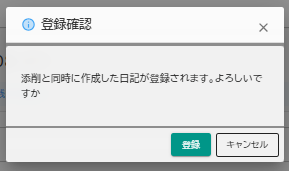 登録確認
添削と同時に作成した日記が登録されます。よろしいで
すか
登録 キャンセル